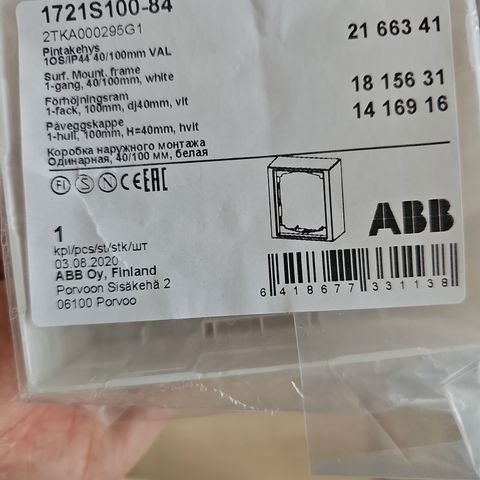 1721S100-84
2TKA000295G1
Pintakehys
1OS/IP44 40/100mm VAL
21 663 41
Surf. Mount. frame
1-gang, 40/100mm, white
18 156 31
Förhöjningsram
1-fack, 100mm, dj40mm, vit
14 169 16
Påveggskappe
1-hull, 100mm, H=40mm, hvit
Коробка наружного монтажа
Одинарная, 40/100 мм, белая
FI S N CE EAC
ABB
1
kpl/pcs/st/stk/шт
03.08.2020
ABB Oy, Finland
Porvoon Sisäkehä 2
06100 Porvoo
6 418677 331138